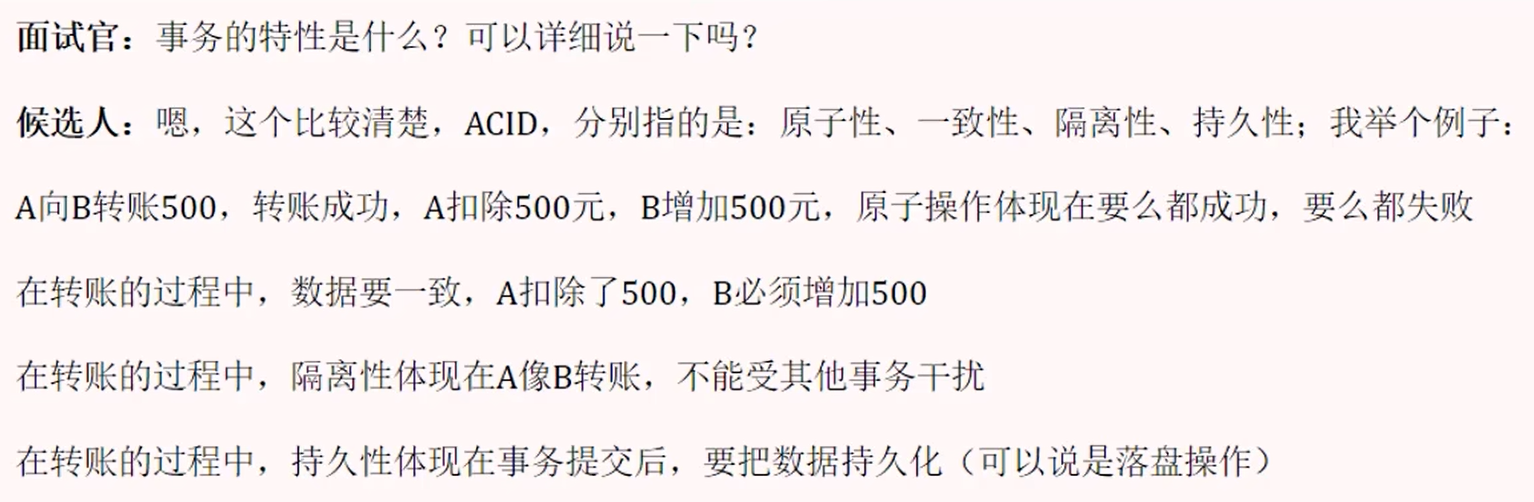 面试官：事务的特性是什么？可以详细说一下吗？
候选人：嗯，这个比较清楚，ACID，分别指的是：原子性、一致性、隔离性、持久性；我举个例子：
A向B转账500，转账成功，A扣除500元，B增加500元，原子操作体现在要么都成功，要么都失败
在转账的过程中，数据要一致，A扣除了500，B必须增加500
在转账的过程中，隔离性体现在A像B转账，不能受其他事务干扰
在转账的过程中，持久性体现在事务提交后，要把数据持久化（可以说是落盘操作）